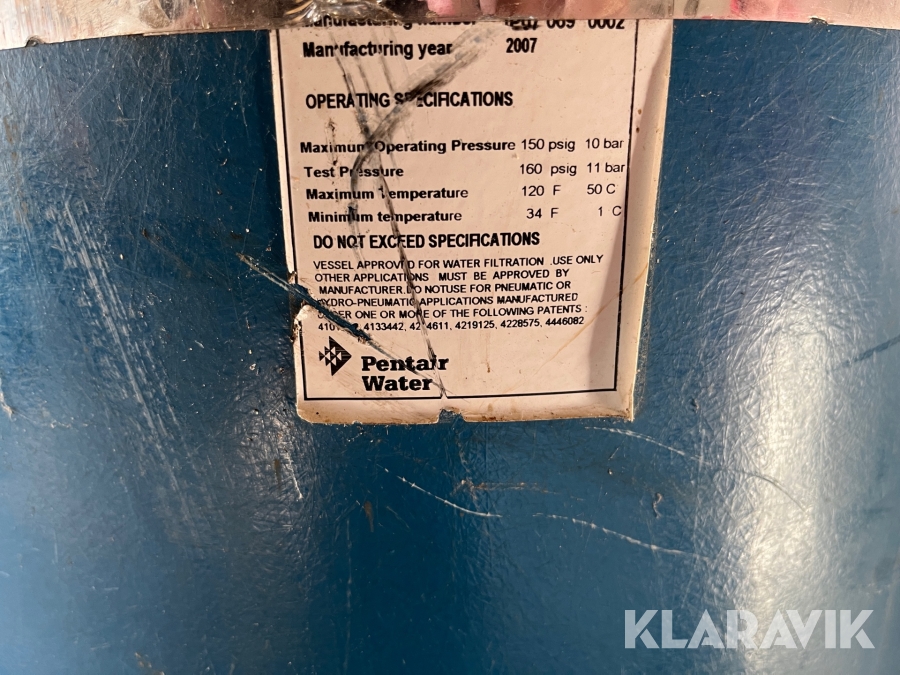 Manufacturing number
Manufacturing year 2007
OPERATING SPECIFICATIONS
Maximum Operating Pressure 150 psig 10 bar
Test Pressure 160 psig 11 bar
Maximum Temperature 120 F 50 C
Minimum temperature 34 F 1 C
DO NOT EXCEED SPECIFICATIONS
VESSEL APPROVED FOR WATER FILTRATION .USE ONLY
OTHER APPLICATIONS MUST BE APPROVED BY
MANUFACTURER.DO NOTUSE FOR PNEUMATIC OR
HYDRO-PNEUMATIC APPLICATIONS MANUFACTURED
UNDER ONE OR MORE OF THE FOLLOWING PATENTS :
4133442, 4219125, 4228575, 4446082
Pentair
Water
KLARAVIK